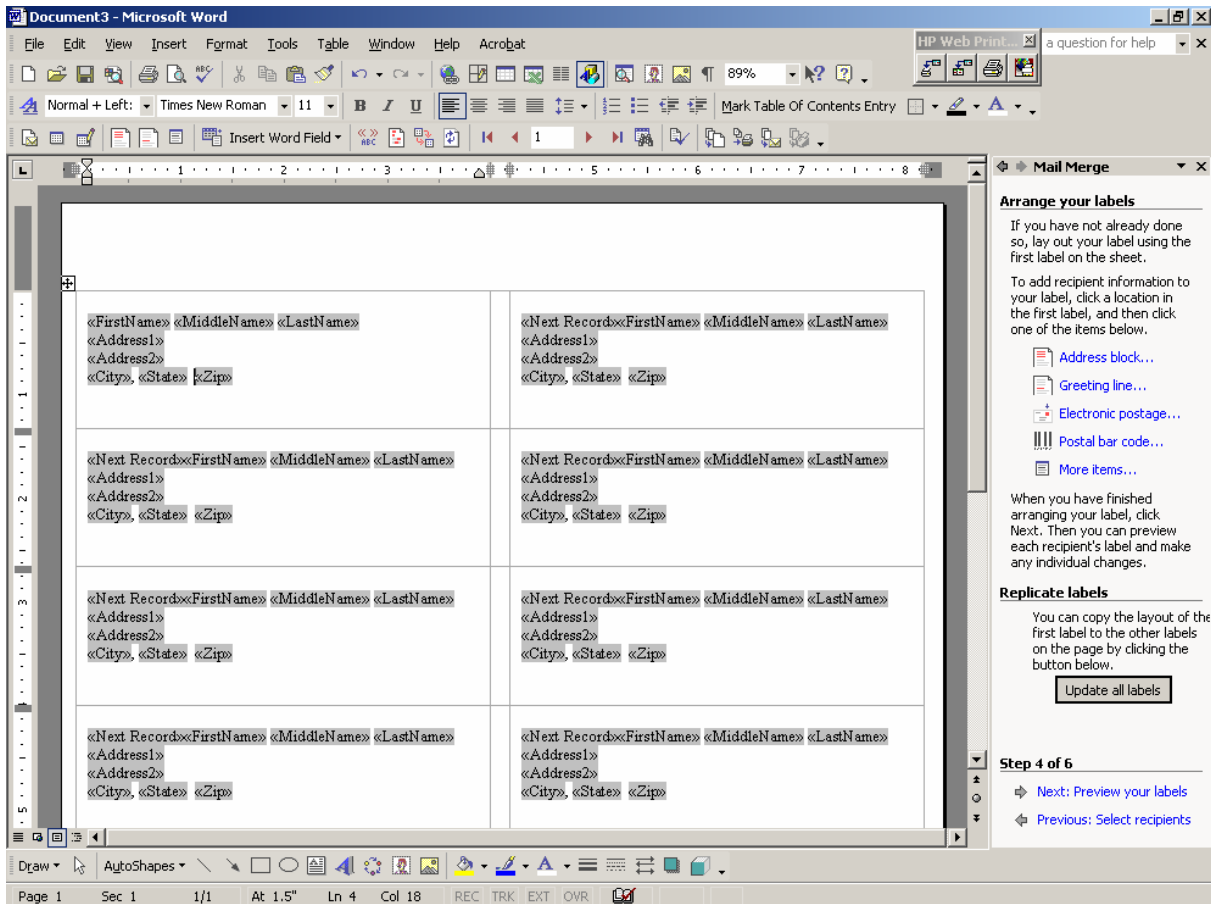 Document3 - Microsoft Word
File Edit View Insert Format Tools Table Window Help Acrobat
HP Web Print...
a question for help
89%
Normal + Left: Times New Roman 11 B I U Mark Table Of Contents Entry A
Insert Word Field «» ABC 1
L 1 2 3 5 6 7 8
Mail Merge
Arrange your labels
If you have not already done
so, lay out your label using the
first label on the sheet.
To add recipient information to
your label, click a location in
the first label, and then click
one of the items below.
Address block...
Greeting line...
Electronic postage...
Postal bar code...
More items...
When you have finished
arranging your label, click
Next. Then you can preview
each recipient's label and make
any individual changes.
Replicate labels
You can copy the layout of the
first label to the other labels
on the page by clicking the
button below.
Update all labels
Step 4 of 6
Next: Preview your labels
Previous: Select recipients
«FirstName» «MiddleName» «LastName»
«Address1»
«Address2»
«City», «State» «Zip»
«Next Record»«FirstName» «MiddleName» «LastName»
«Address1»
«Address2»
«City», «State» «Zip»
«Next Record»«FirstName» «MiddleName» «LastName»
«Address1»
«Address2»
«City», «State» «Zip»
«Next Record»«FirstName» «MiddleName» «LastName»
«Address1»
«Address2»
«City», «State» «Zip»
«Next Record»«FirstName» «MiddleName» «LastName»
«Address1»
«Address2»
«City», «State» «Zip»
«Next Record»«FirstName» «MiddleName» «LastName»
«Address1»
«Address2»
«City», «State» «Zip»
«Next Record»«FirstName» «MiddleName» «LastName»
«Address1»
«Address2»
«City», «State» «Zip»
«Next Record»«FirstName» «MiddleName» «LastName»
«Address1»
«Address2»
«City», «State» «Zip»
Draw AutoShapes A
Page 1 Sec 1 1/1 At 1.5" Ln 4 Col 18 REC TRK EXT OVR